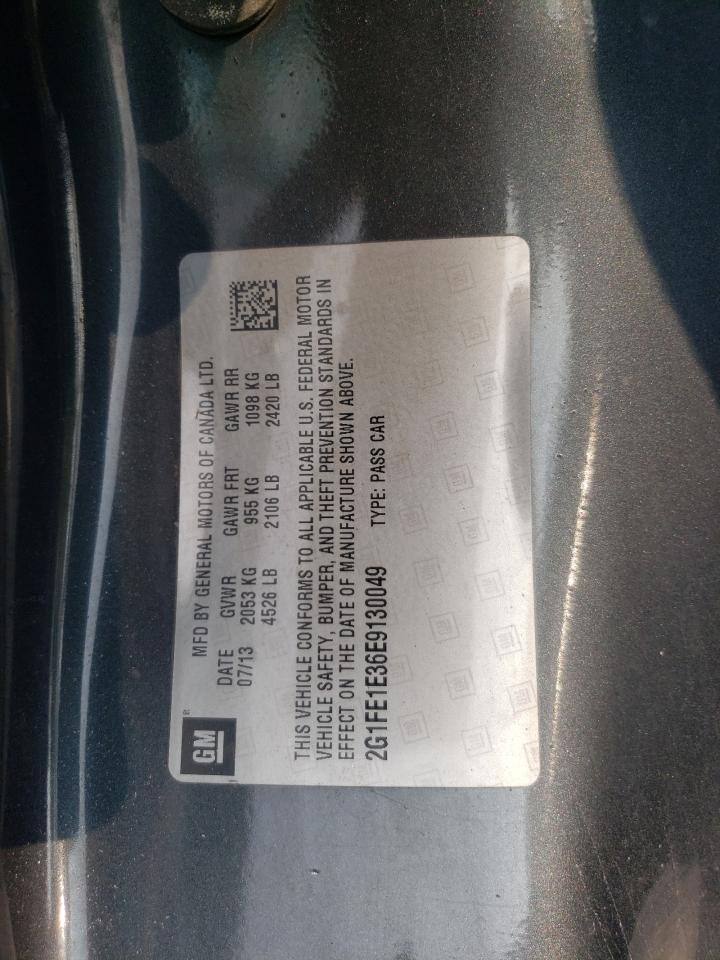 GM®
MFD BY GENERAL MOTORS OF CANADA LTD.
DATE GVWR GAWR FRT GAWR RR
07/13 2053 KG 955 KG 1098 KG
4526 LB 2106 LB 2420 LB
THIS VEHICLE CONFORMS TO ALL APPLICABLE U.S. FEDERAL MOTOR
VEHICLE SAFETY, BUMPER, AND THEFT PREVENTION STANDARDS IN
EFFECT ON THE DATE OF MANUFACTURE SHOWN ABOVE.
2G1FE1E36E9130049 TYPE: PASS CAR